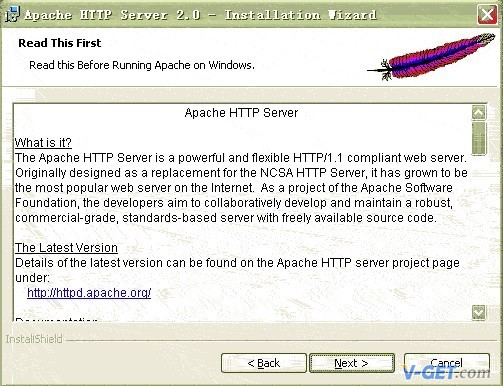 Apache HTTP Server 2.0 - Installation Wizard
Read This First
Read this Before Running Apache on Windows.
Apache HTTP Server
What is it?
The Apache HTTP Server is a powerful and flexible HTTP/1.1 compliant web server.
Originally designed as a replacement for the NCSA HTTP Server, it has grown to
be the most popular web server on the Internet. As a project of the Apache Software
Foundation, the developers aim to collaboratively develop and maintain a robust,
commercial-grade, standards-based server with freely available source code.
The Latest Version
Details of the latest version can be found on the Apache HTTP server project page
under:
http://httpd.apache.org/
Documentation
InstallShield
< Back
Next >
Cancel
V-GET.com